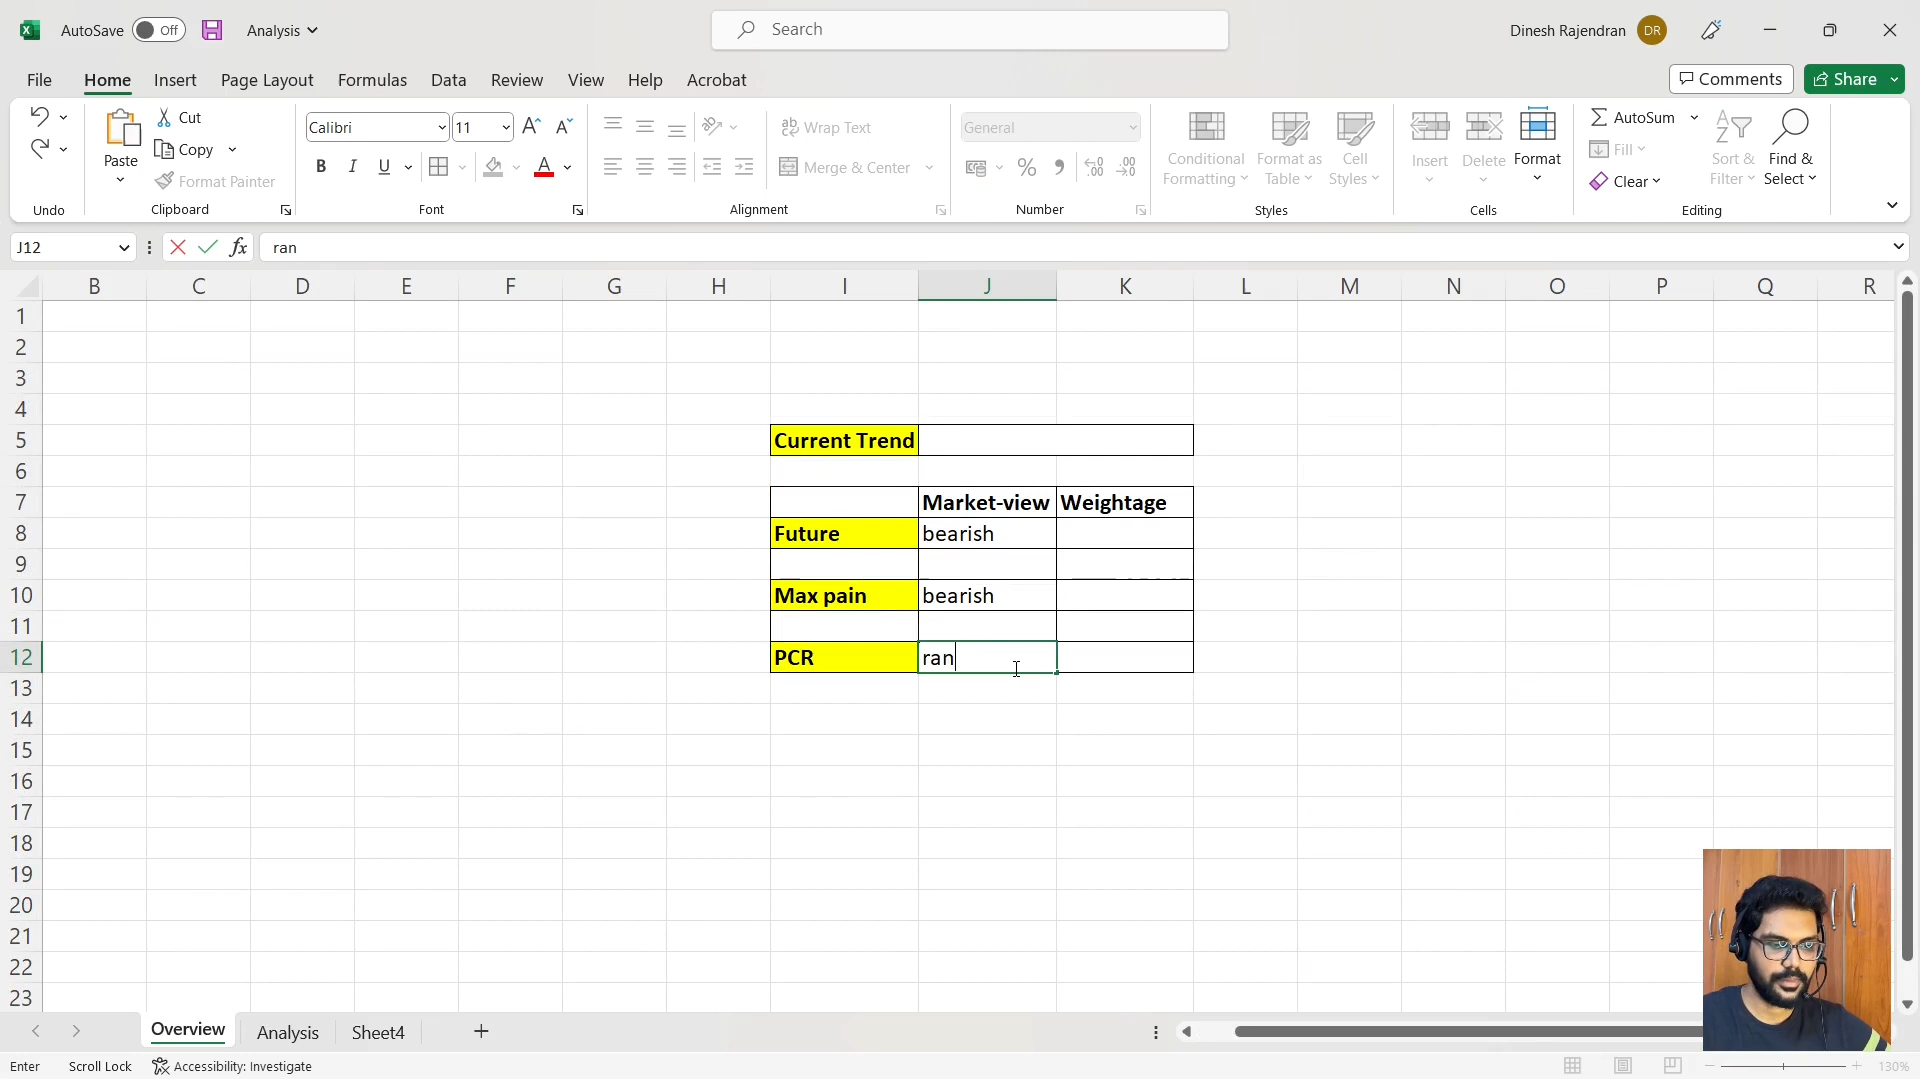 AutoSave Off Analysis Search Dinesh Rajendran DR
File Home Insert Page Layout Formulas Data Review View Help Acrobat Comments Share
Paste Cut Copy Format Painter
Calibri 11 B I U A
Wrap Text Merge & Center
General % 9 .00
Conditional Formatting Format as Table Cell Styles
Insert Delete Format
AutoSum Fill Clear Sort & Filter Find & Select
Undo Clipboard Font Alignment Number Styles Cells Editing
J12 fx ran
B C D E F G H I J K L M N O P Q R
1
2
3
4
5 Current Trend
6
7 Market-view Weightage
8 Future bearish
9
10 Max pain bearish
11
12 PCR ran
13
14
15
16
17
18
19
20
21
22
23
Overview Analysis Sheet4
Enter Scroll Lock Accessibility: Investigate 130%